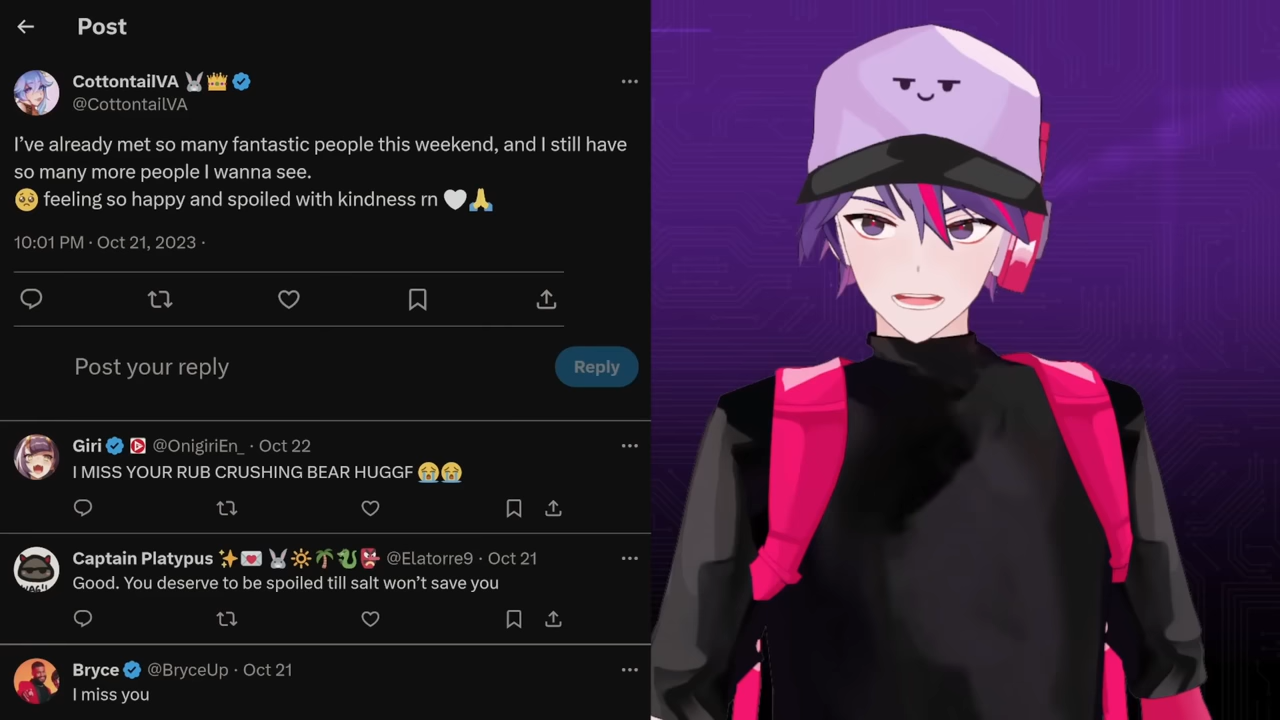 Post
CottontailVA 🐰👑
@CottontailVA
I’ve already met so many fantastic people this weekend, and I still have
so many more people I wanna see.
🥺 feeling so happy and spoiled with kindness rn 🤍🙏
10:01 PM · Oct 21, 2023 ·
Post your reply
Reply
Giri @OnigiriEn_ · Oct 22
I MISS YOUR RUB CRUSHING BEAR HUGGF 😭😭
Captain Platypus ✨💌🐰🔆🌴🐍👺 @Elatorre9 · Oct 21
Good. You deserve to be spoiled till salt won’t save you
Bryce @BryceUp · Oct 21
I miss you